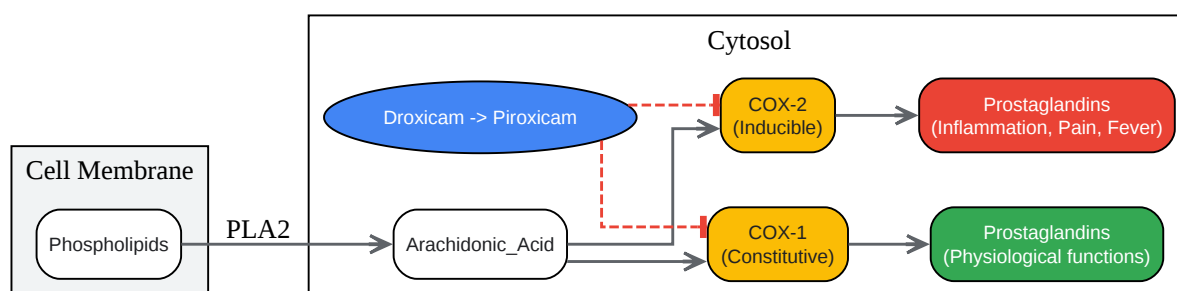 Cytosol
Droxicam -> Piroxicam
COX-2
(Inducible)
Prostaglandins
(Inflammation, Pain, Fever)
Cell Membrane
Phospholipids
PLA2
Arachidonic_Acid
COX-1
(Constitutive)
Prostaglandins
(Physiological functions)